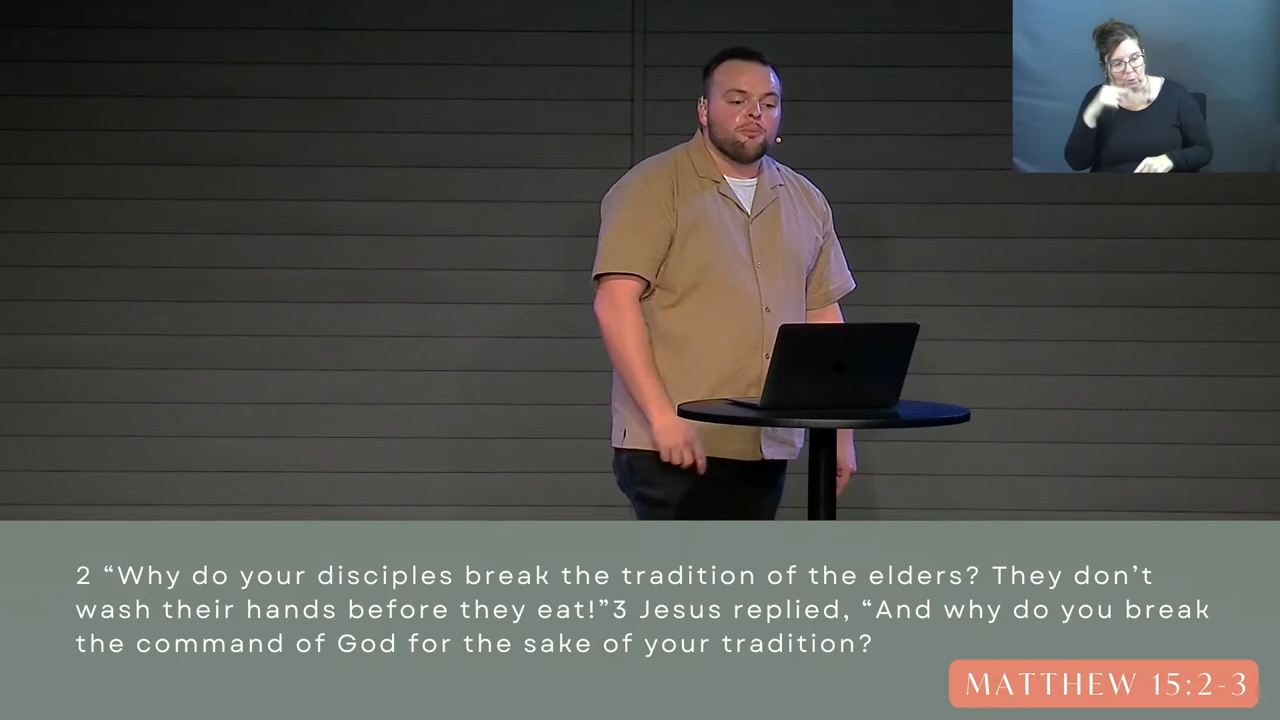 2 “Why do your disciples break the tradition of the elders? They don’t
wash their hands before they eat!”3 Jesus replied, “And why do you break
the command of God for the sake of your tradition?
MATTHEW 15:2-3